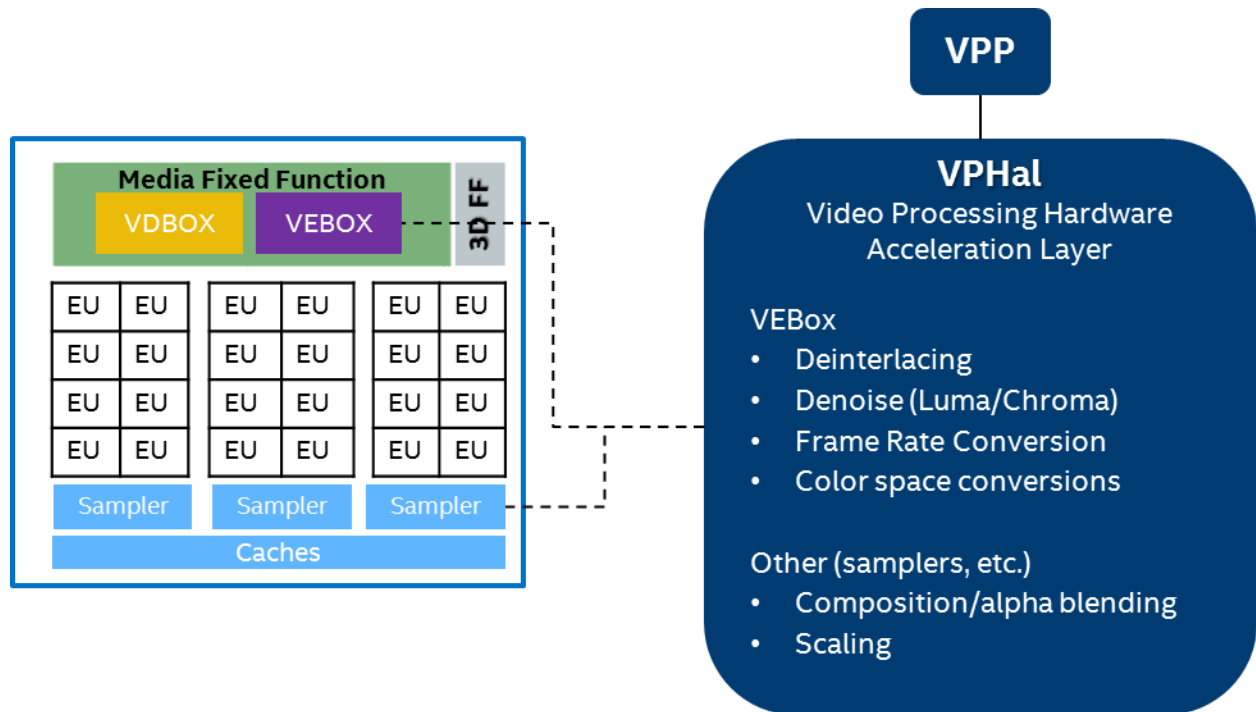 VPP
Media Fixed Function
VDBOX VEBOX
3D FF
EU EU EU EU EU EU
EU EU EU EU EU EU
EU EU EU EU EU EU
EU EU EU EU EU EU
Sampler Sampler Sampler
Caches
VPHal
Video Processing Hardware
Acceleration Layer
VEBox
• Deinterlacing
• Denoise (Luma/Chroma)
• Frame Rate Conversion
• Color space conversions
Other (samplers, etc.)
• Composition/alpha blending
• Scaling